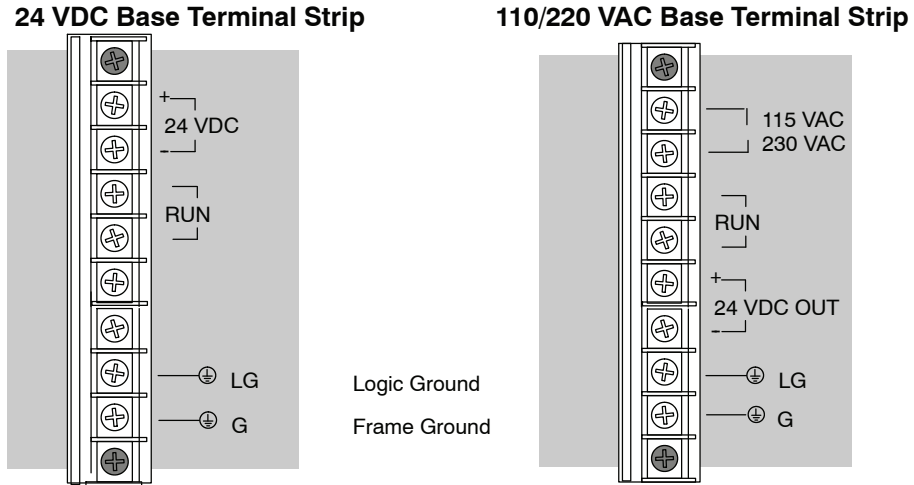 24 VDC Base Terminal Strip
110/220 VAC Base Terminal Strip
+
24 VDC
-
RUN
LG
G
Logic Ground
Frame Ground
115 VAC
230 VAC
RUN
+
24 VDC OUT
-
LG
G